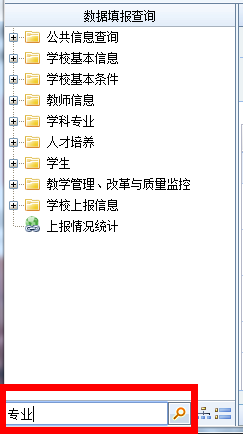 数据填报查询
公共信息查询
学校基本信息
学校基本条件
教师信息
学科专业
人才培养
学生
教学管理、改革与质量监控
学校上报信息
上报情况统计
专业